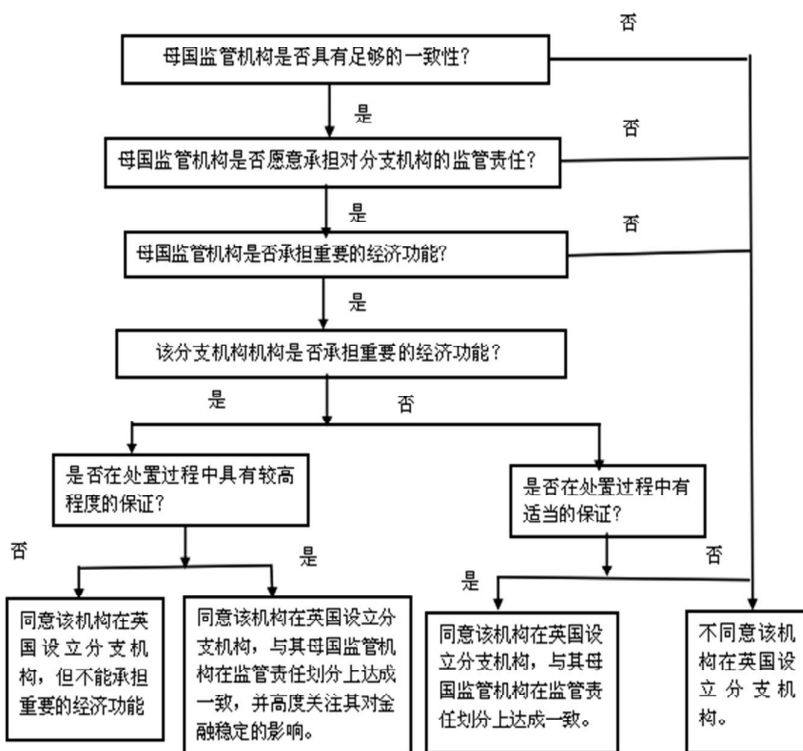 否
母国监管机构是否具有足够的一致性？
是
否
母国监管机构是否愿意承担对分支机构的监管责任？
是
否
母国监管机构是否承担重要的经济功能？
是
该分支机构机构是否承担重要的经济功能？
是
否
是否在处置过程中具有较高
程度的保证？
是否在处置过程中有
适当的保证？
否
是
是
否
同意该机构在英
国设立分支机
构，但不能承担
重要的经济功能
同意该机构在英国设立分
支机构，与其母国监管机
构在监管责任划分上达成
一致，并高度关注其对金
融稳定的影响。
同意该机构在英国设
立分支机构，与其母
国监管机构在监管责
任划分上达成一致。
不同意该机
构在英国设
立分支机
构。